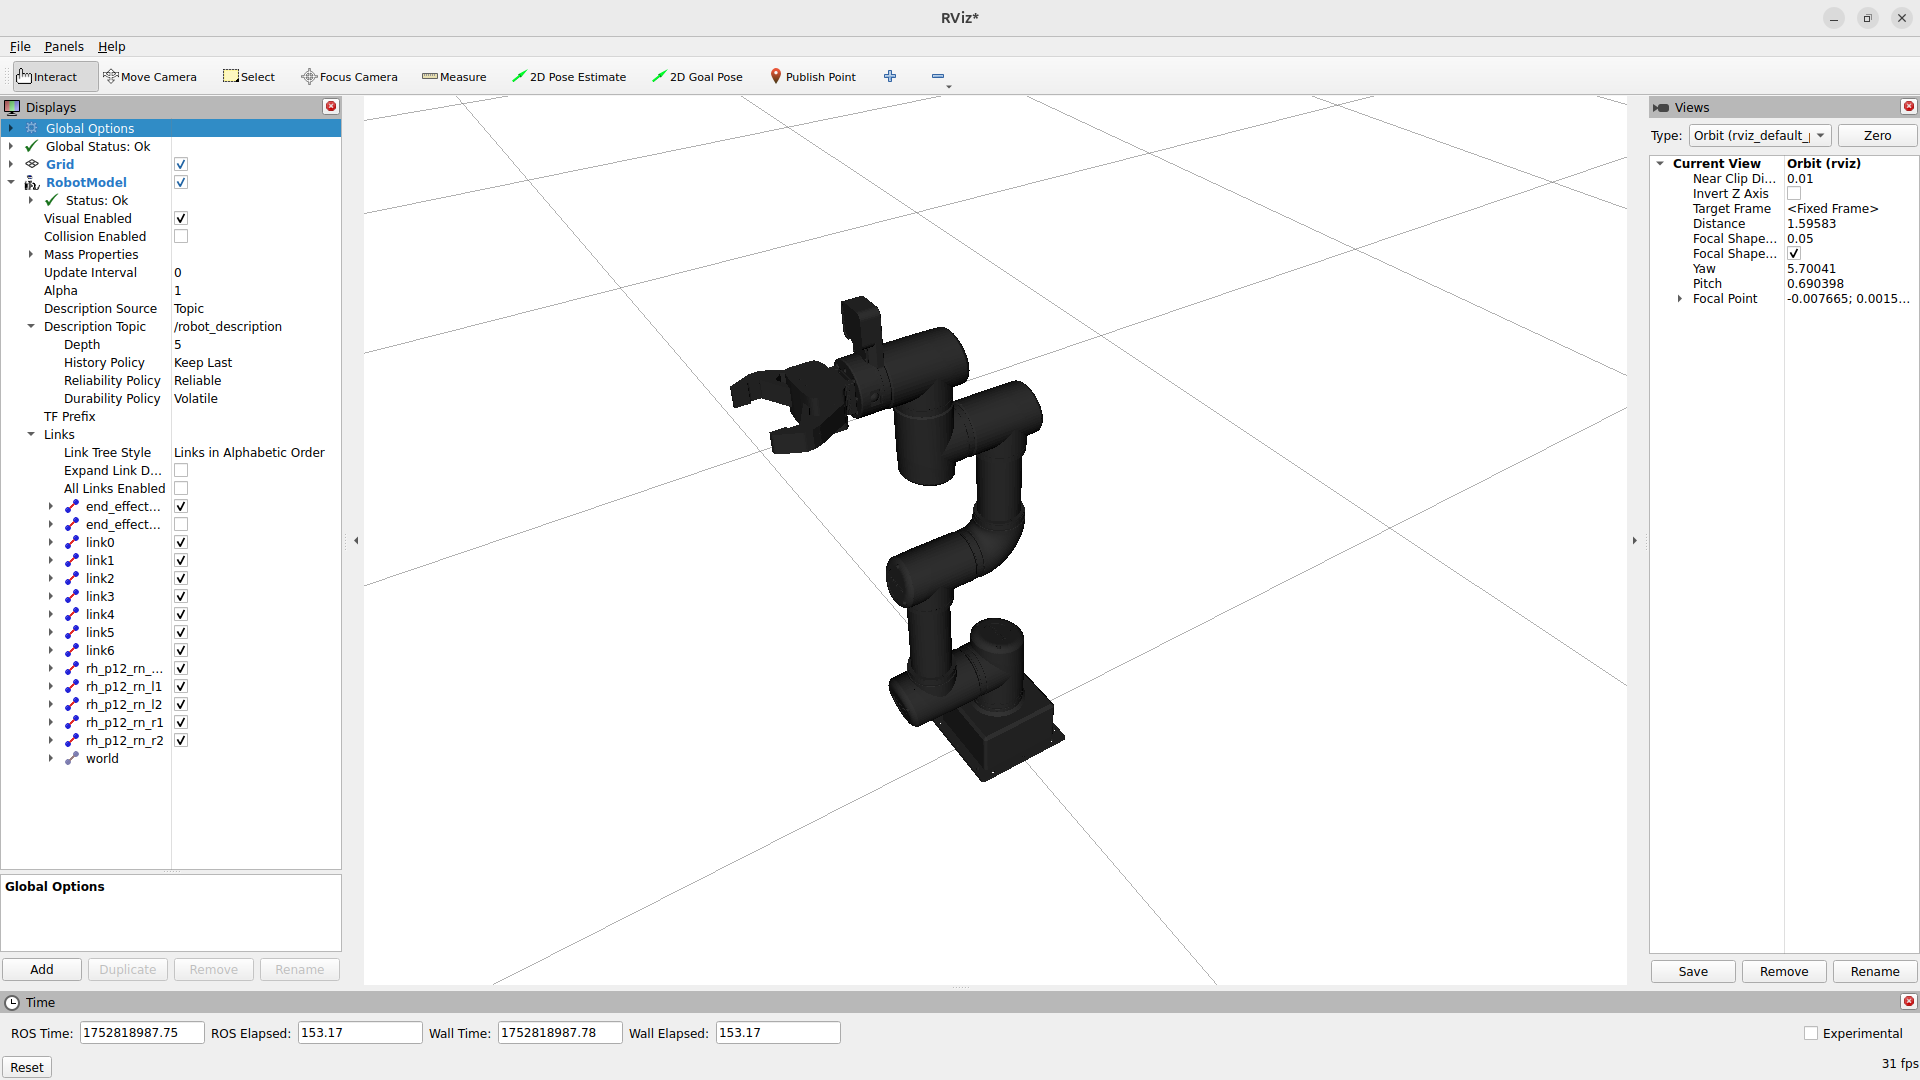 RViz*
File Panels Help
Interact Move Camera Select Focus Camera Measure 2D Pose Estimate 2D Goal Pose Publish Point
Displays
Global Options
Global Status: Ok
Grid
RobotModel
Status: Ok
Visual Enabled
Collision Enabled
Mass Properties
Update Interval 0
Alpha 1
Description Source Topic
Description Topic /robot_description
Depth 5
History Policy Keep Last
Reliability Policy Reliable
Durability Policy Volatile
TF Prefix
Links
Link Tree Style Links in Alphabetic Order
Expand Link D...
All Links Enabled
end_effect...
end_effect...
link0
link1
link2
link3
link4
link5
link6
rh_p12_rn_...
rh_p12_rn_l1
rh_p12_rn_l2
rh_p12_rn_r1
rh_p12_rn_r2
world
Global Options
Add Duplicate Remove Rename
Views
Type: Orbit (rviz_default_ Zero
Current View Orbit (rviz)
Near Clip Di... 0.01
Invert Z Axis
Target Frame <Fixed Frame>
Distance 1.59583
Focal Shape... 0.05
Focal Shape...
Yaw 5.70041
Pitch 0.690398
Focal Point -0.007665; 0.0015...
Save Remove Rename
Time
ROS Time: 1752818987.75 ROS Elapsed: 153.17 Wall Time: 1752818987.78 Wall Elapsed: 153.17 Experimental
Reset 31 fps